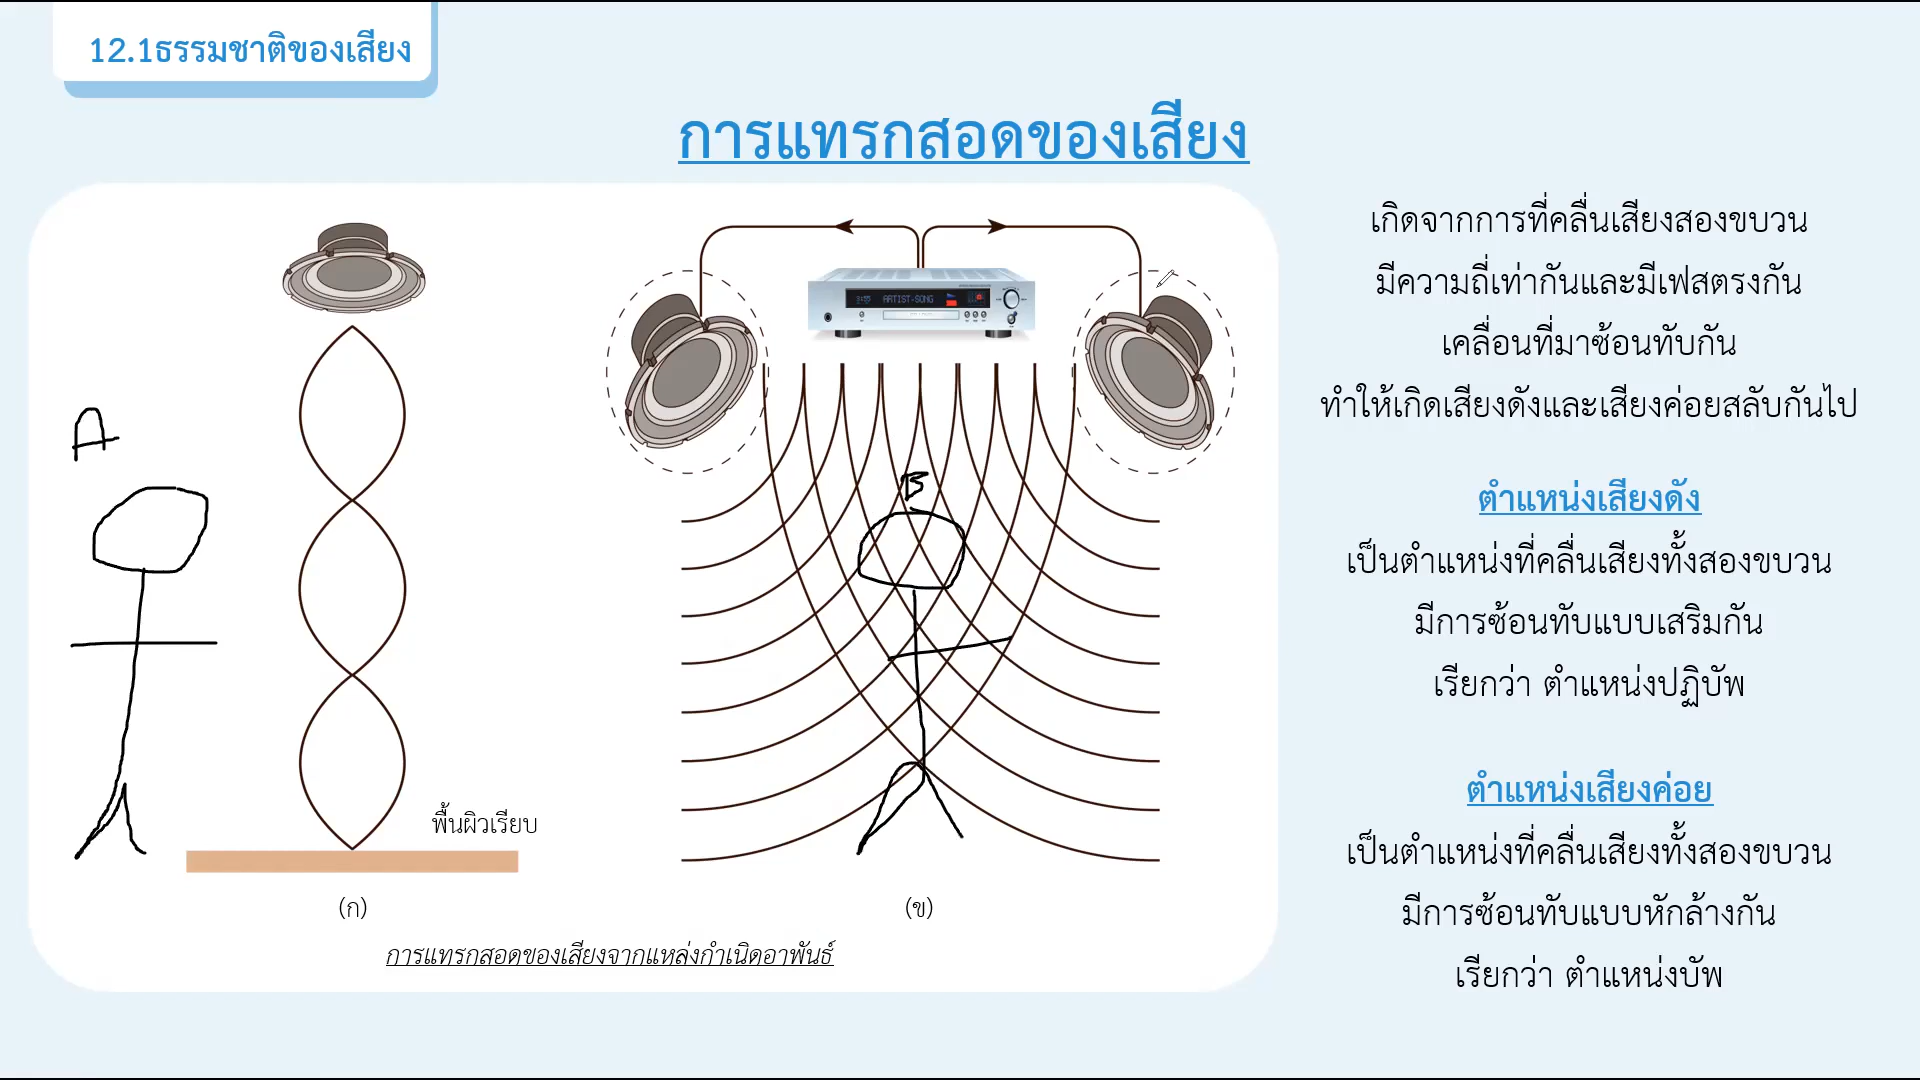 12.1ธรรมชาติของเสียง
การแทรกสอดของเสียง
เกิดจากการที่คลื่นเสียงสองขบวน
มีความถี่เท่ากันและมีเฟสตรงกัน
เคลื่อนที่มาซ้อนทับกัน
ทำให้เกิดเสียงดังและเสียงค่อยสลับกันไป
ตำแหน่งเสียงดัง
เป็นตำแหน่งที่คลื่นเสียงทั้งสองขบวน
มีการซ้อนทับแบบเสริมกัน
เรียกว่า ตำแหน่งปฏิบัพ
ตำแหน่งเสียงค่อย
เป็นตำแหน่งที่คลื่นเสียงทั้งสองขบวน
มีการซ้อนทับแบบหักล้างกัน
เรียกว่า ตำแหน่งบัพ
ARTIST-SONG
A
B
พื้นผิวเรียบ
(ก)
(ข)
การแทรกสอดของเสียงจากแหล่งกำเนิดอาพันธ์